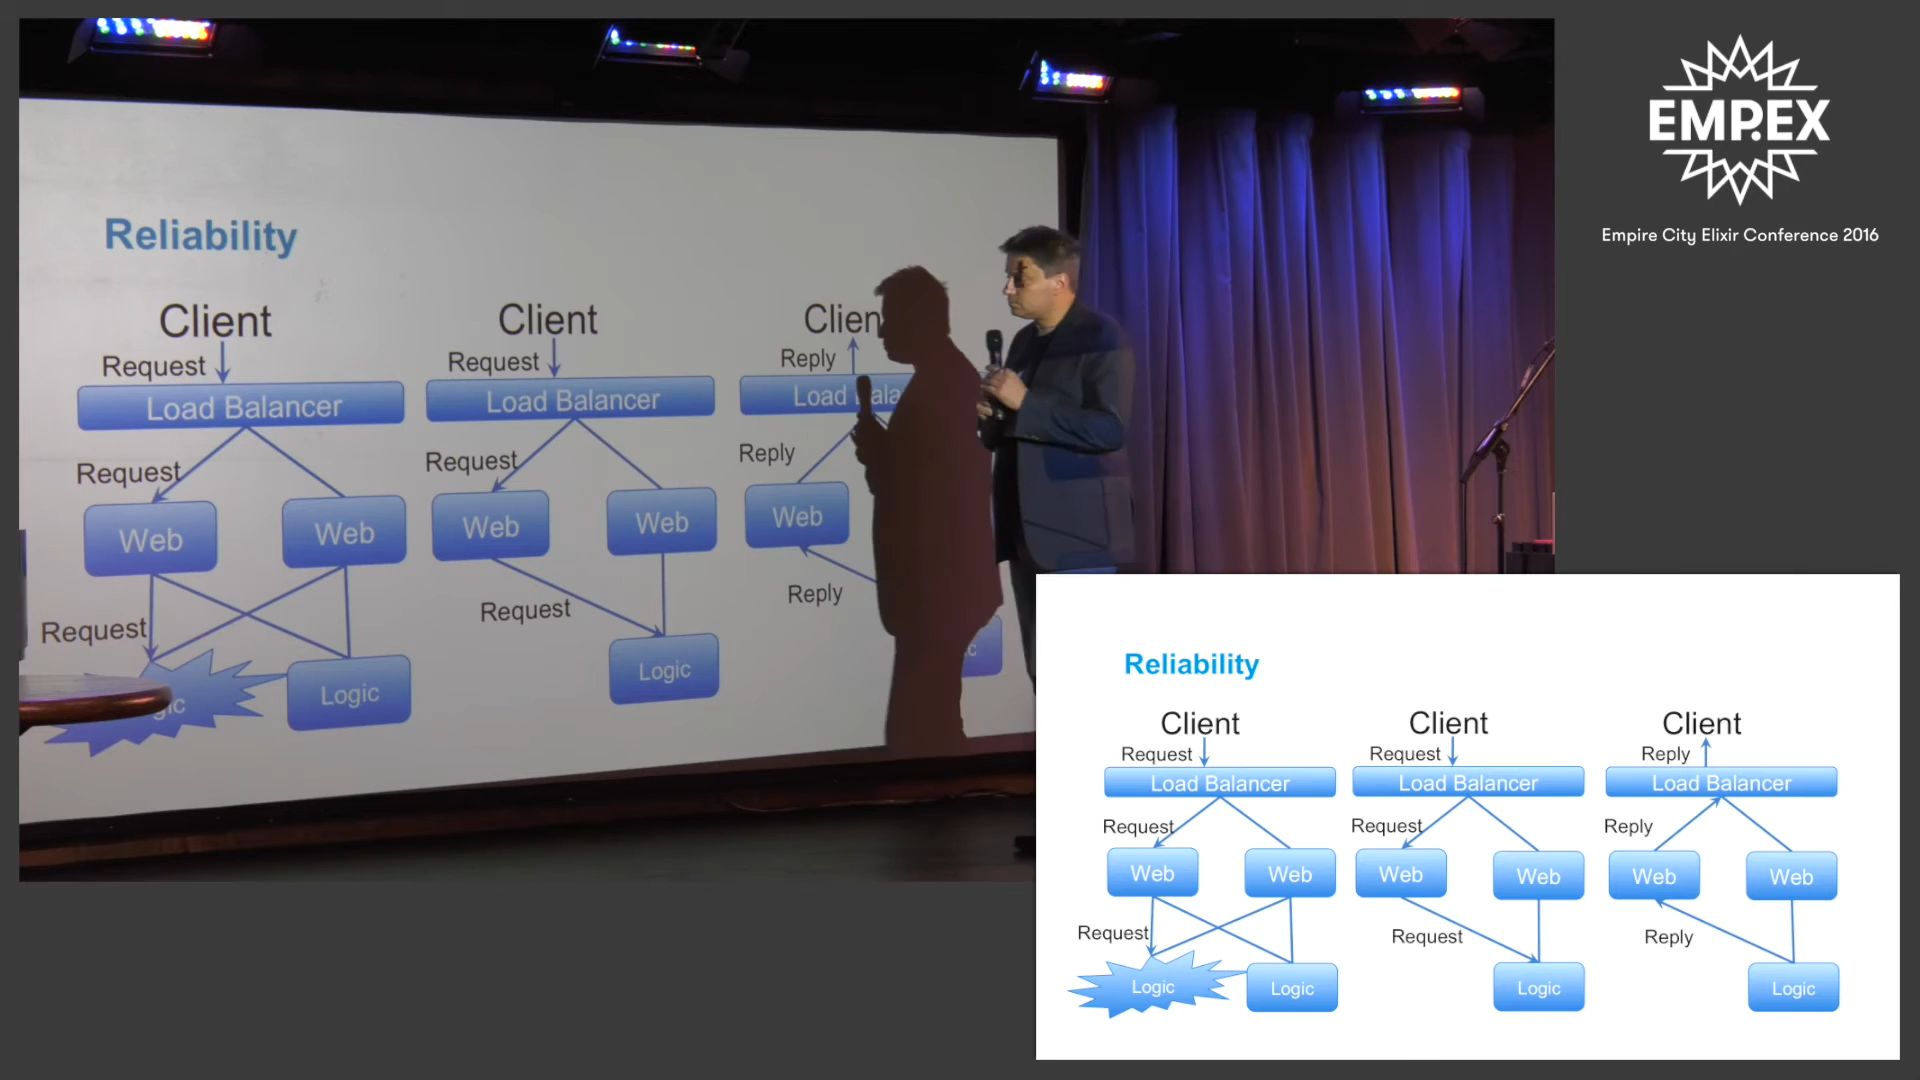 Reliability
Client Client Clien
Request Request Reply
Load Balancer Load Balancer Load Bala
Request Request Reply
Web Web Web Web Web
Request Request Reply
gic Logic Logic c
EMPEX
Empire City Elixir Conference 2016
Reliability
Client Client Client
Request Request Reply
Load Balancer Load Balancer Load Balancer
Request Request Reply
Web Web Web Web Web Web
Request Request Reply
Logic Logic Logic Logic